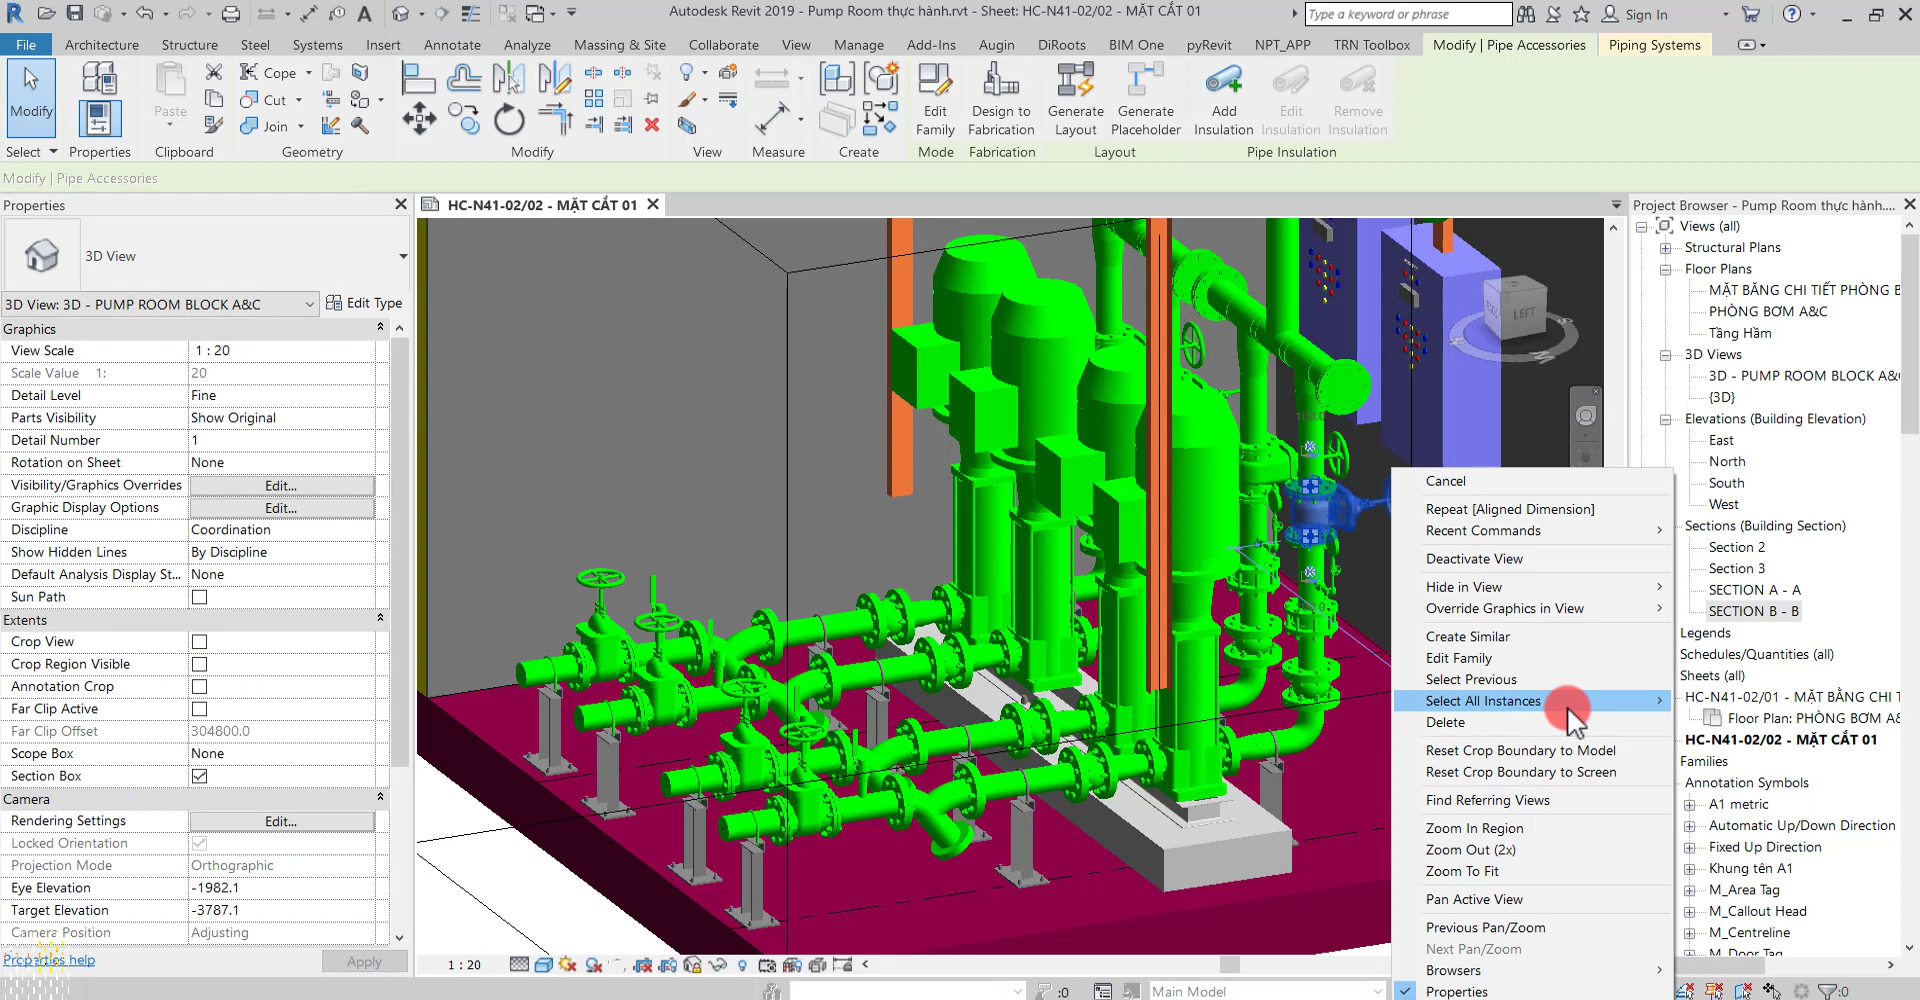 Autodesk Revit 2019 - Pump Room thực hành.rvt - Sheet: HC-N41-02/02 - MẶT CẮT 01
Type a keyword or phrase
Sign In
File Architecture Structure Steel Systems Insert Annotate Analyze Massing & Site Collaborate View Manage Add-Ins Augin DiRoots BIM One pyRevit NPT_APP TRN Toolbox Modify | Pipe Accessories Piping Systems
Modify
Paste
Cope
Cut
Join
Edit Family
Design to Fabrication
Generate Layout
Generate Placeholder
Add Insulation
Edit Insulation
Remove Insulation
Select Properties Clipboard Geometry Modify View Measure Create Mode Fabrication Layout Pipe Insulation
Modify | Pipe Accessories
Properties
3D View
3D View: 3D - PUMP ROOM BLOCK A&C
Edit Type
Graphics
View Scale 1 : 20
Scale Value 1: 20
Detail Level Fine
Parts Visibility Show Original
Detail Number 1
Rotation on Sheet None
Visibility/Graphics Overrides Edit...
Graphic Display Options Edit...
Discipline Coordination
Show Hidden Lines By Discipline
Default Analysis Display St... None
Sun Path
Extents
Crop View
Crop Region Visible
Annotation Crop
Far Clip Active
Far Clip Offset 304800.0
Scope Box None
Section Box
Camera
Rendering Settings Edit...
Locked Orientation
Projection Mode Orthographic
Eye Elevation -1982.1
Target Elevation -3787.1
Camera Position Adjusting
Properties help
Apply
HC-N41-02/02 - MẶT CẮT 01
LEFT
Cancel
Repeat [Aligned Dimension]
Recent Commands
Deactivate View
Hide in View
Override Graphics in View
Create Similar
Edit Family
Select Previous
Select All Instances
Delete
Reset Crop Boundary to Model
Reset Crop Boundary to Screen
Find Referring Views
Zoom In Region
Zoom Out (2x)
Zoom To Fit
Pan Active View
Previous Pan/Zoom
Next Pan/Zoom
Browsers
Properties
Project Browser - Pump Room thực hành....
Views (all)
Structural Plans
Floor Plans
MẶT BĂNG CHI TIẾT PHÒNG B
PHÒNG BƠM A&C
Tầng Hầm
3D Views
3D - PUMP ROOM BLOCK A&
{3D}
Elevations (Building Elevation)
East
North
South
West
Sections (Building Section)
Section 2
Section 3
SECTION A - A
SECTION B - B
Legends
Schedules/Quantities (all)
Sheets (all)
HC-N41-02/01 - MẶT BẰNG CHI T
Floor Plan: PHÒNG BƠM A&
HC-N41-02/02 - MẶT CẮT 01
Families
Annotation Symbols
A1 metric
Automatic Up/Down Direction
Fixed Up Direction
Khung tên A1
M_Area Tag
M_Callout Head
M_Centreline
M_Door Tag
1 : 20
:0
Main Model
:0